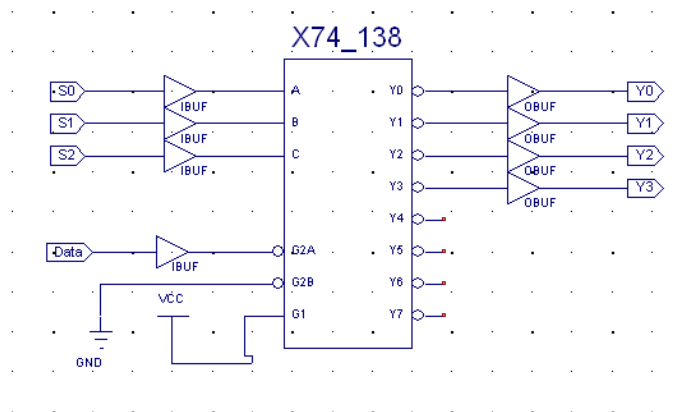 X74_138
S0 IBUF A Y0 OBUF Y0
S1 IBUF B Y1 OBUF Y1
S2 IBUF C Y2 OBUF Y2
Y3 OBUF Y3
Y4
Data IBUF G2A Y5
G2B Y6
VCC
G1 Y7
GND